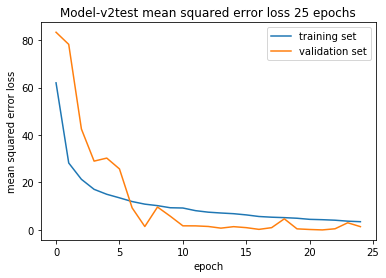 Model-v2test mean squared error loss 25 epochs
training set
validation set
mean squared error loss
80
60
40
20
0
0 5 10 15 20 25
epoch